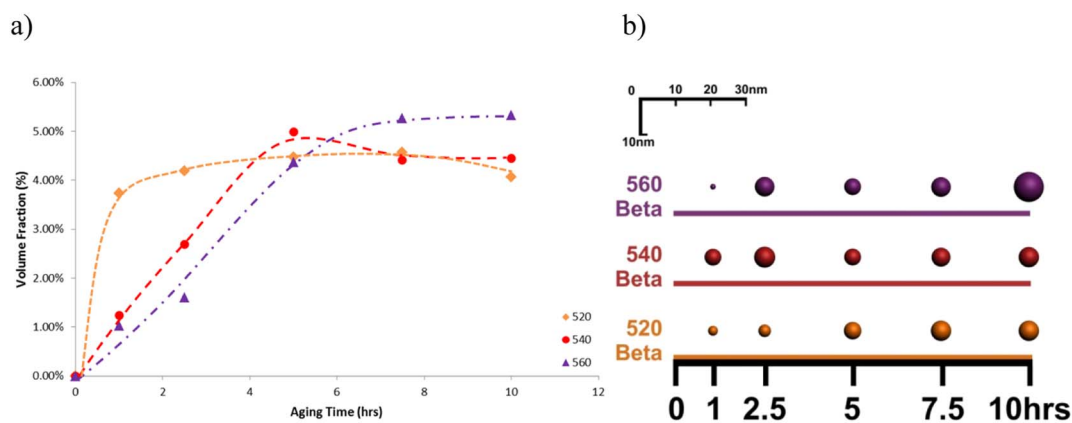 a)
b)
6.00%
5.00%
4.00%
3.00%
2.00%
1.00%
0.00%
Volume Fraction (%)
0 2 4 6 8 10 12
Aging Time (hrs)
520
540
560
0 10 20 30nm
10nm
560
Beta
540
Beta
520
Beta
0 1 2.5 5 7.5 10hrs